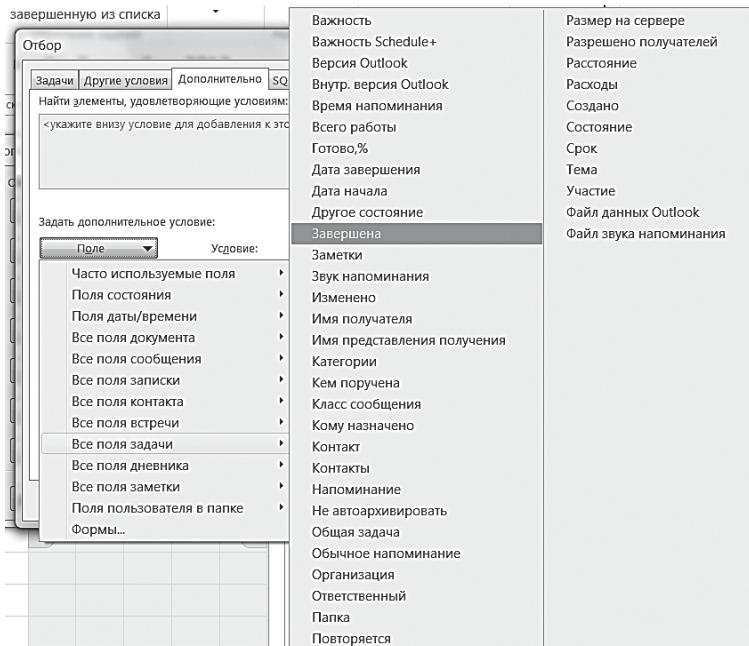 завершенную из списка
Отбор
Задачи
Другие условия
Дополнительно
SQ
Найти элементы, удовлетворяющие условиям:
<укажите внизу условие для добавления к это
Задать дополнительное условие:
Поле
Условие:
Часто используемые поля
Поля состояния
Поля даты/времени
Все поля документа
Все поля сообщения
Все поля записки
Все поля контакта
Все поля встречи
Все поля задачи
Все поля дневника
Все поля заметки
Поля пользователя в папке
Формы...
Важность
Важность Schedule+
Версия Outlook
Внутр. версия Outlook
Время напоминания
Всего работы
Готово,%
Дата завершения
Дата начала
Другое состояние
Завершена
Заметки
Звук напоминания
Изменено
Имя получателя
Имя представления получения
Категории
Кем поручена
Класс сообщения
Кому назначено
Контакт
Контакты
Напоминание
Не автоархивировать
Общая задача
Обычное напоминание
Организация
Ответственный
Папка
Повторяется
Размер на сервере
Разрешено получателей
Расстояние
Расходы
Создано
Состояние
Срок
Тема
Участие
Файл данных Outlook
Файл звука напоминания